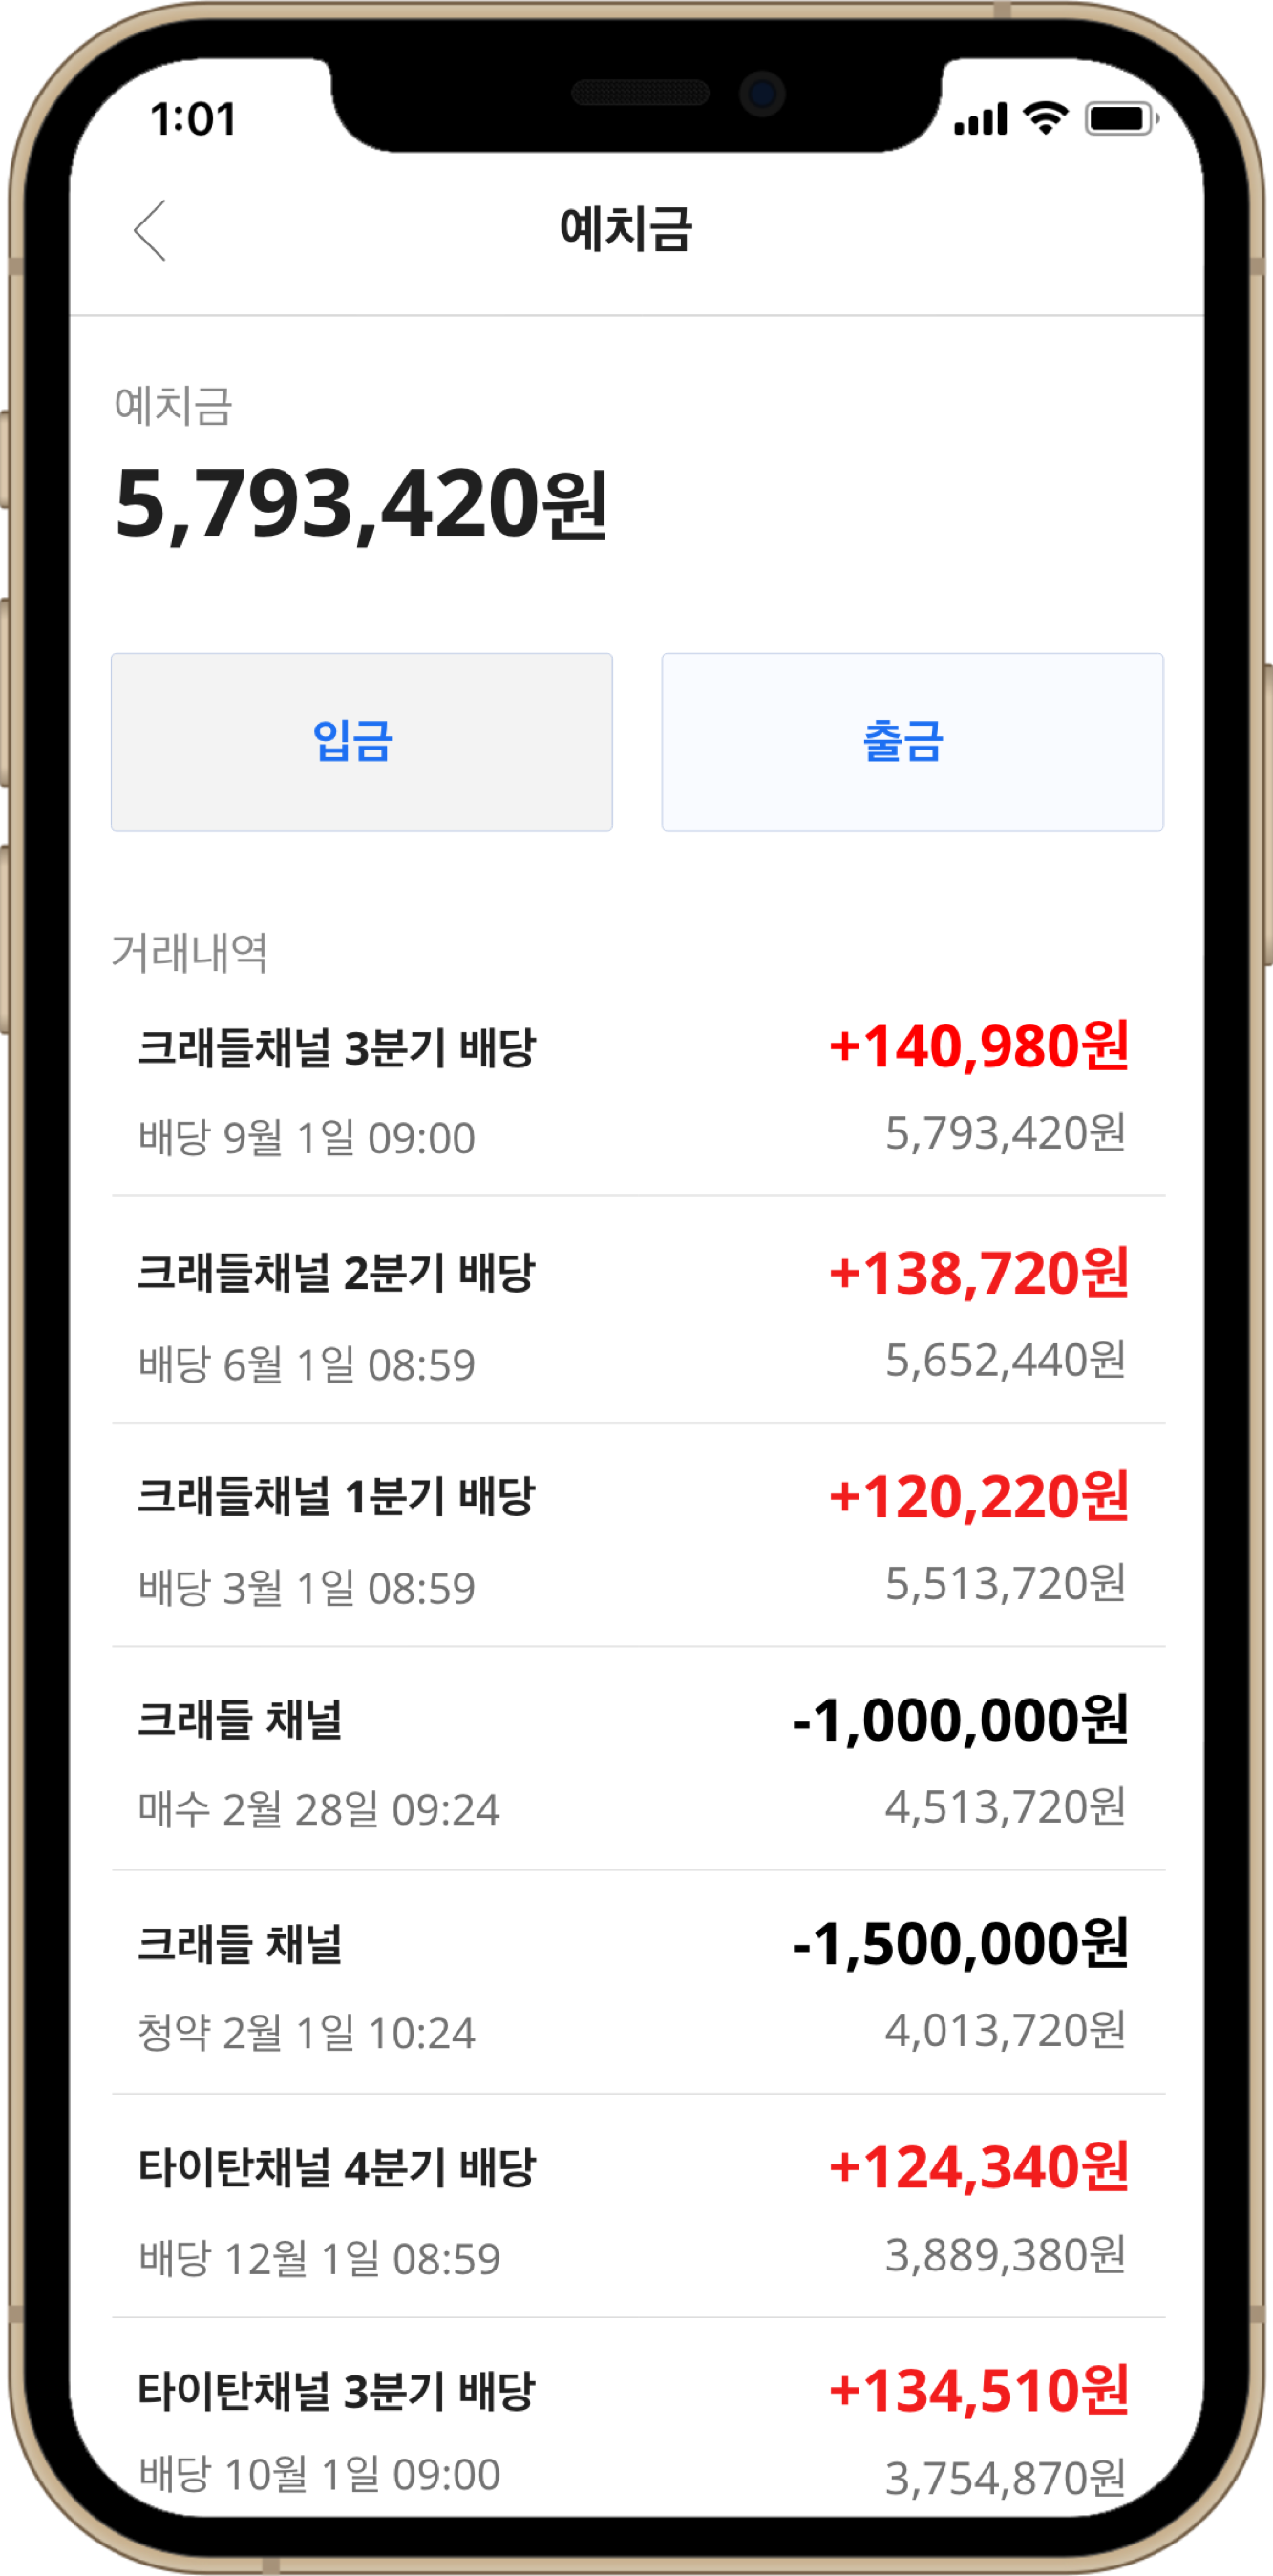 1:01
예치금
예치금
5,793,420원
입금 출금
거래내역
크래들채널 3분기 배당 +140,980원
배당 9월 1일 09:00 5,793,420원
크래들채널 2분기 배당 +138,720원
배당 6월 1일 08:59 5,652,440원
크래들채널 1분기 배당 +120,220원
배당 3월 1일 08:59 5,513,720원
크래들 채널 -1,000,000원
매수 2월 28일 09:24 4,513,720원
크래들 채널 -1,500,000원
청약 2월 1일 10:24 4,013,720원
타이탄채널 4분기 배당 +124,340원
배당 12월 1일 08:59 3,889,380원
타이탄채널 3분기 배당 +134,510원
배당 10월 1일 09:00 3,754,870원